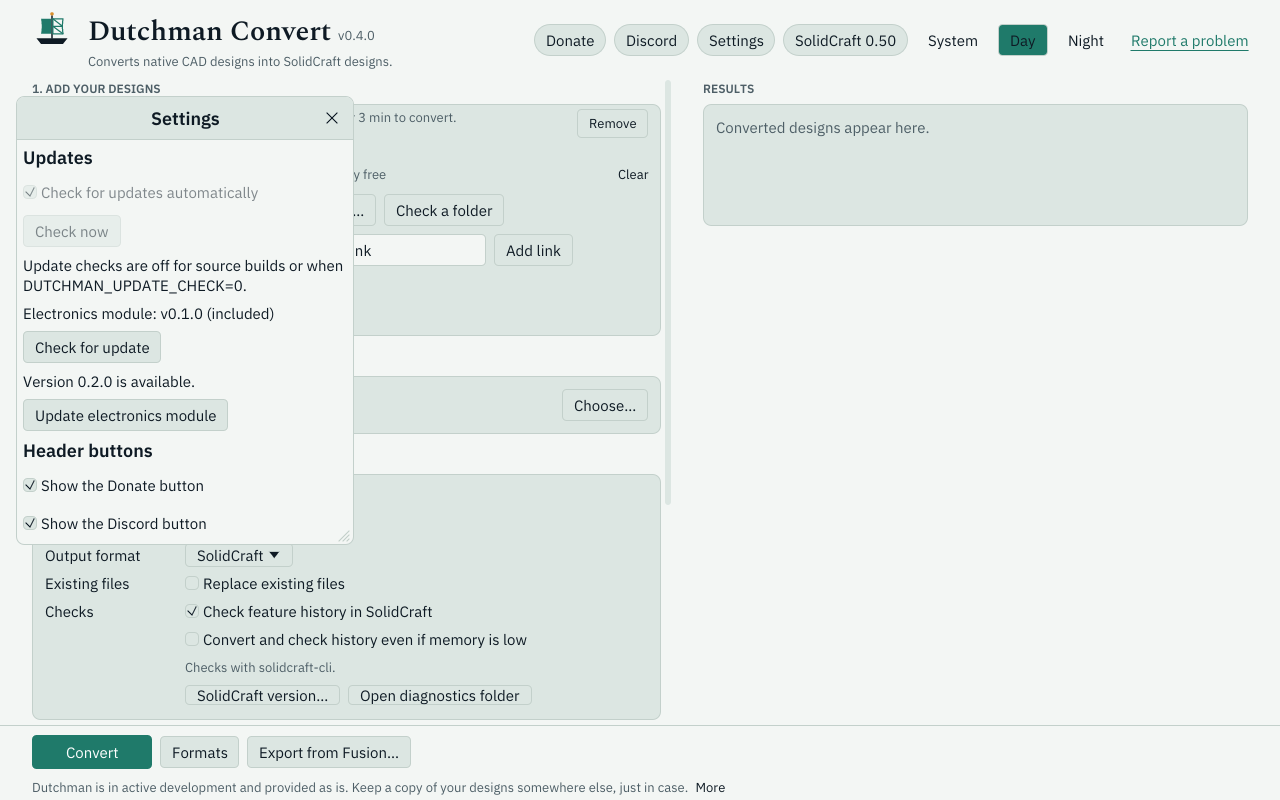 Dutchman Convert v0.4.0
Converts native CAD designs into SolidCraft designs.
Donate
Discord
Settings
SolidCraft 0.50
System
Day
Night
Report a problem
1. ADD YOUR DESIGNS
3 min to convert.
Remove
free
Clear
...
Check a folder
Add link
Choose...
Settings
Updates
Check for updates automatically
Check now
Update checks are off for source builds or when
DUTCHMAN_UPDATE_CHECK=0.
Electronics module: v0.1.0 (included)
Check for update
Version 0.2.0 is available.
Update electronics module
Header buttons
Show the Donate button
Show the Discord button
Output format
SolidCraft
Existing files
Replace existing files
Checks
Check feature history in SolidCraft
Convert and check history even if memory is low
Checks with solidcraft-cli.
SolidCraft version...
Open diagnostics folder
RESULTS
Converted designs appear here.
Convert
Formats
Export from Fusion...
Dutchman is in active development and provided as is. Keep a copy of your designs somewhere else, just in case. More